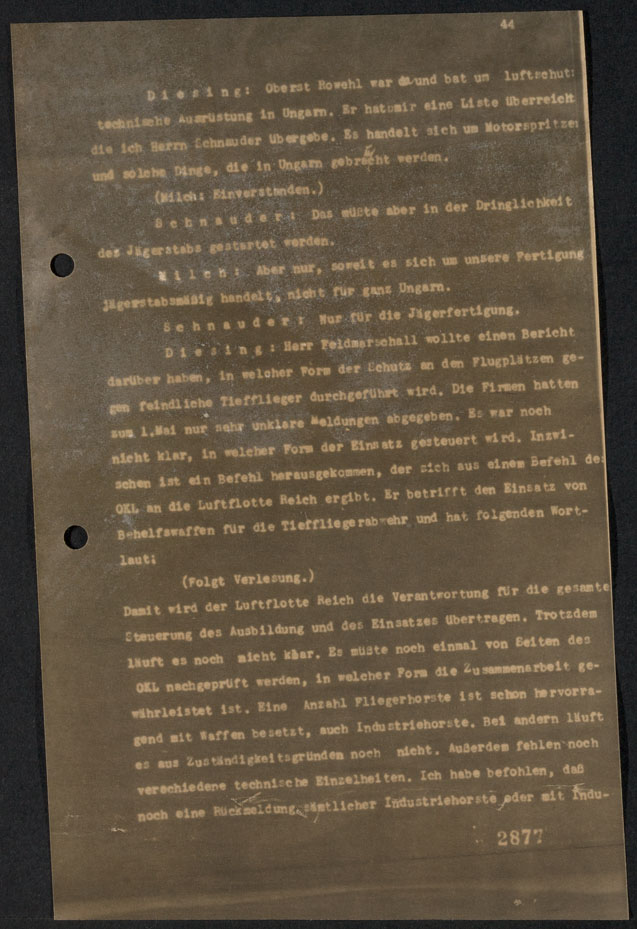 44
Diesing: Oberst Rowehl war da und bat um luftschutz
technische Ausrüstung in Ungarn. Er hat mir eine Liste überreicht
die ich Herrn Schnauder übergebe. Es handelt sich um Motorspritzen
und solche Dinge, die in Ungarn gebracht werden.
(Milch: Einverstanden.)
Schnauder: Das müßte aber in der Dringlichkeit
des Jägerstabs gestartet werden.
Milch: Aber nur, soweit es sich um unsere Fertigung
jägerstabsmäßig handelt, nicht für ganz Ungarn.
Schnauder: Nur für die Jägerfertigung.
Diesing: Herr Feldmarschall wollte einen Bericht
darüber haben, in welcher Form der Schutz an den Flugplätzen ge-
gen feindliche Tiefflieger durchgeführt wird. Die Firmen hatten
zum 1.Mai nur sehr unklare Meldungen abgegeben. Es war noch
nicht klar, in welcher Form der Einsatz gesteuert wird. Inzwi-
schen ist ein Befehl herausgekommen, der sich aus einem Befehl des
OKL an die Luftflotte Reich ergibt. Er betrifft den Einsatz von
Behelfswaffen für die Tieffliegerabwehr und hat folgenden Wort-
laut:
(Folgt Verlesung.)
Damit wird der Luftflotte Reich die Verantwortung für die gesamte
Steuerung des Ausbildung und des Einsatzes übertragen. Trotzdem
läuft es noch nicht klar. Es müßte noch einmal von Seiten des
OKL nachgeprüft werden, in welcher Form die Zusammenarbeit ge-
währleistet ist. Eine Anzahl Fliegerhorste ist schon hervorra-
gend mit Waffen besetzt, auch Industriehorste. Bei andern läuft
es aus Zuständigkeitsgründen noch nicht. Außerdem fehlen noch
verschiedene technische Einzelheiten. Ich habe befohlen, daß
noch eine Rückmeldung sämtlicher Industriehorste oder mit Indu-
2877